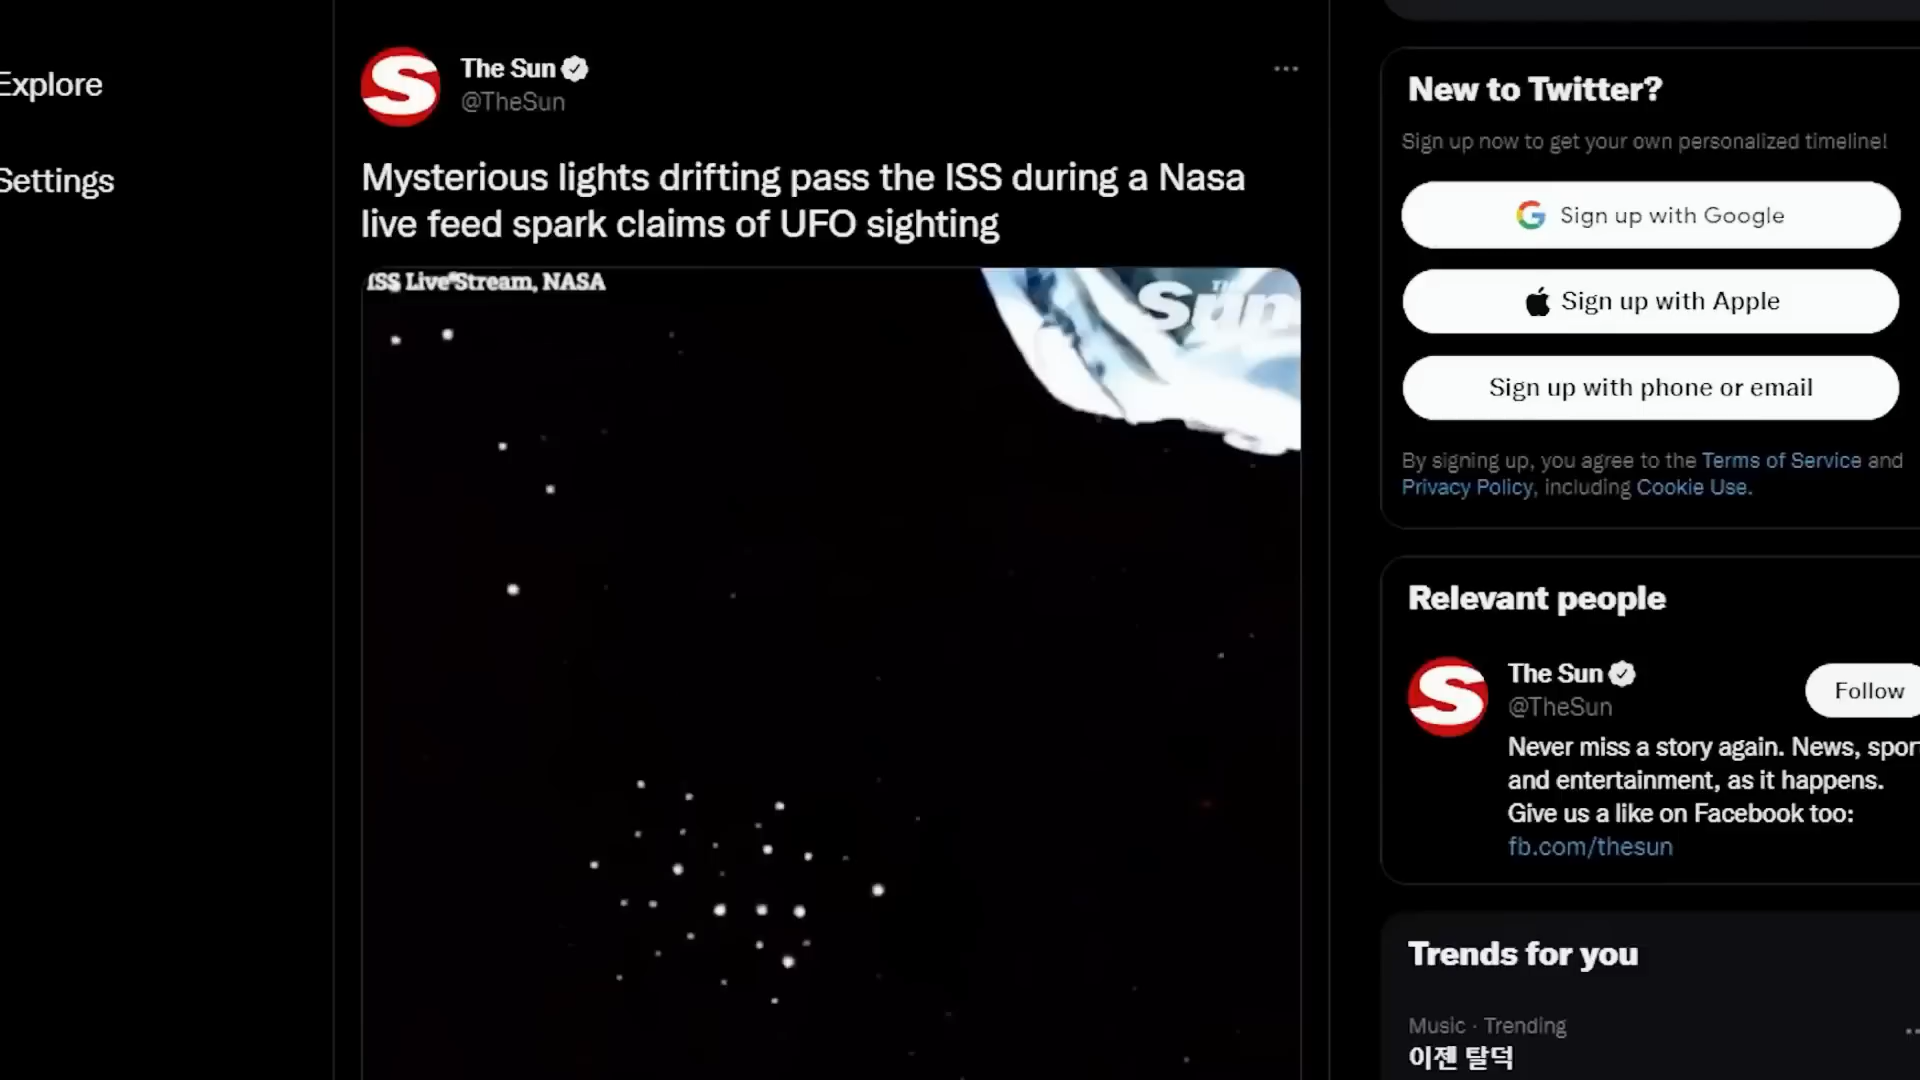 Explore
Settings
The Sun
@TheSun
Mysterious lights drifting pass the ISS during a Nasa
live feed spark claims of UFO sighting
ISS Live Stream, NASA
THE
Sun
New to Twitter?
Sign up now to get your own personalized timeline!
Sign up with Google
Sign up with Apple
Sign up with phone or email
By signing up, you agree to the Terms of Service and
Privacy Policy, including Cookie Use.
Relevant people
The Sun
@TheSun
Follow
Never miss a story again. News, spor
and entertainment, as it happens.
Give us a like on Facebook too:
fb.com/thesun
Trends for you
Music · Trending
이젠 탈덕